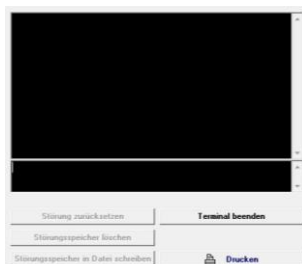 Störung zurücksetzen
Terminal beenden
Störungsspeicher löschen
Störungsspeicher in Datei schreiben
Drucken